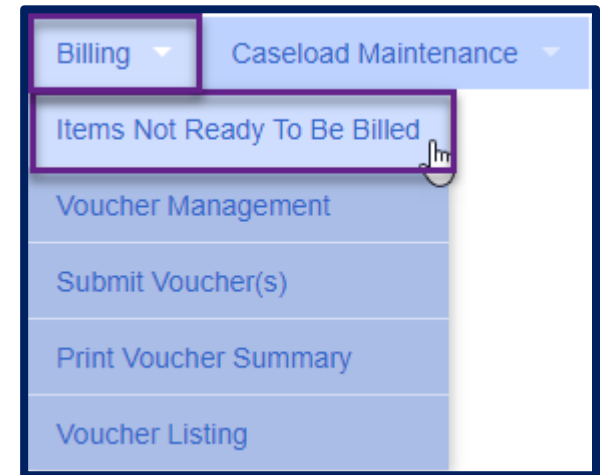 Billing Caseload Maintenance
Items Not Ready To Be Billed
Voucher Management
Submit Voucher(s)
Print Voucher Summary
Voucher Listing